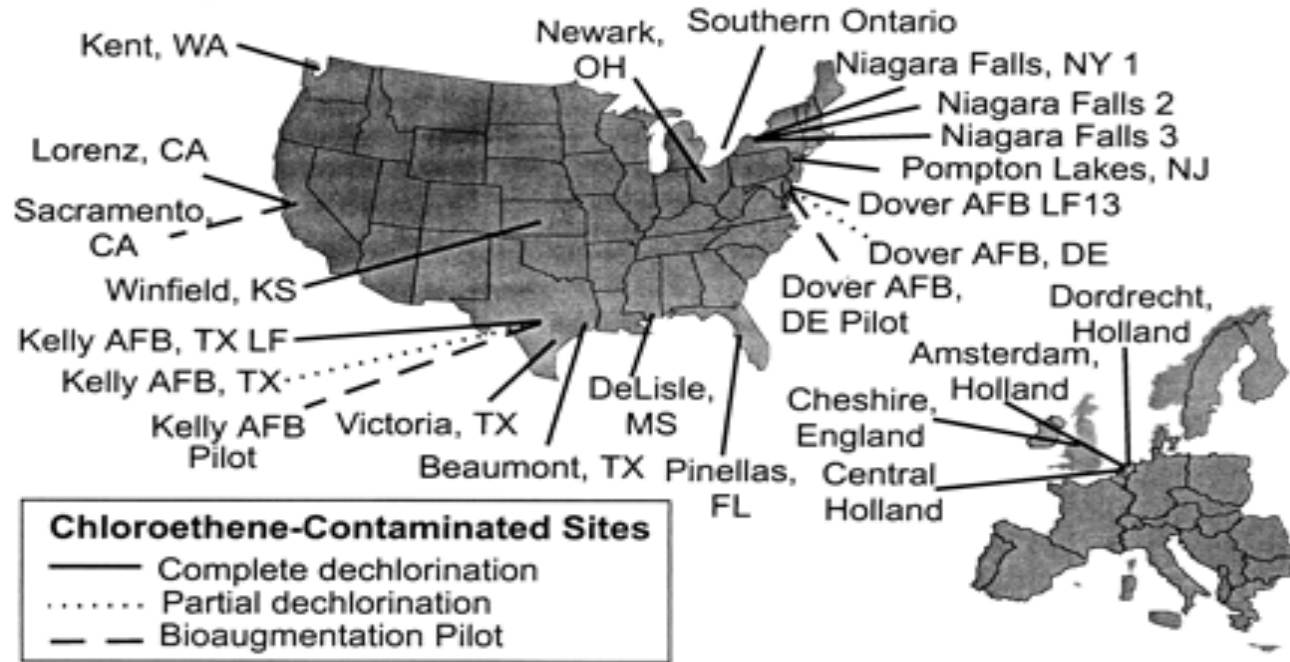 Kent, WA
Newark,
OH
Southern Ontario
Niagara Falls, NY 1
Niagara Falls 2
Niagara Falls 3
Pompton Lakes, NJ
Dover AFB LF13
Dover AFB, DE
Dover AFB,
DE Pilot
Lorenz, CA
Sacramento,
CA
Winfield, KS
Kelly AFB, TX LF
Kelly AFB, TX
Kelly AFB
Pilot
Victoria, TX
Beaumont, TX
DeLisle,
MS
Pinellas,
FL
Dordrecht,
Holland
Amsterdam,
Holland
Cheshire,
England
Central
Holland
Chloroethene-Contaminated Sites
Complete dechlorination
Partial dechlorination
Bioaugmentation Pilot